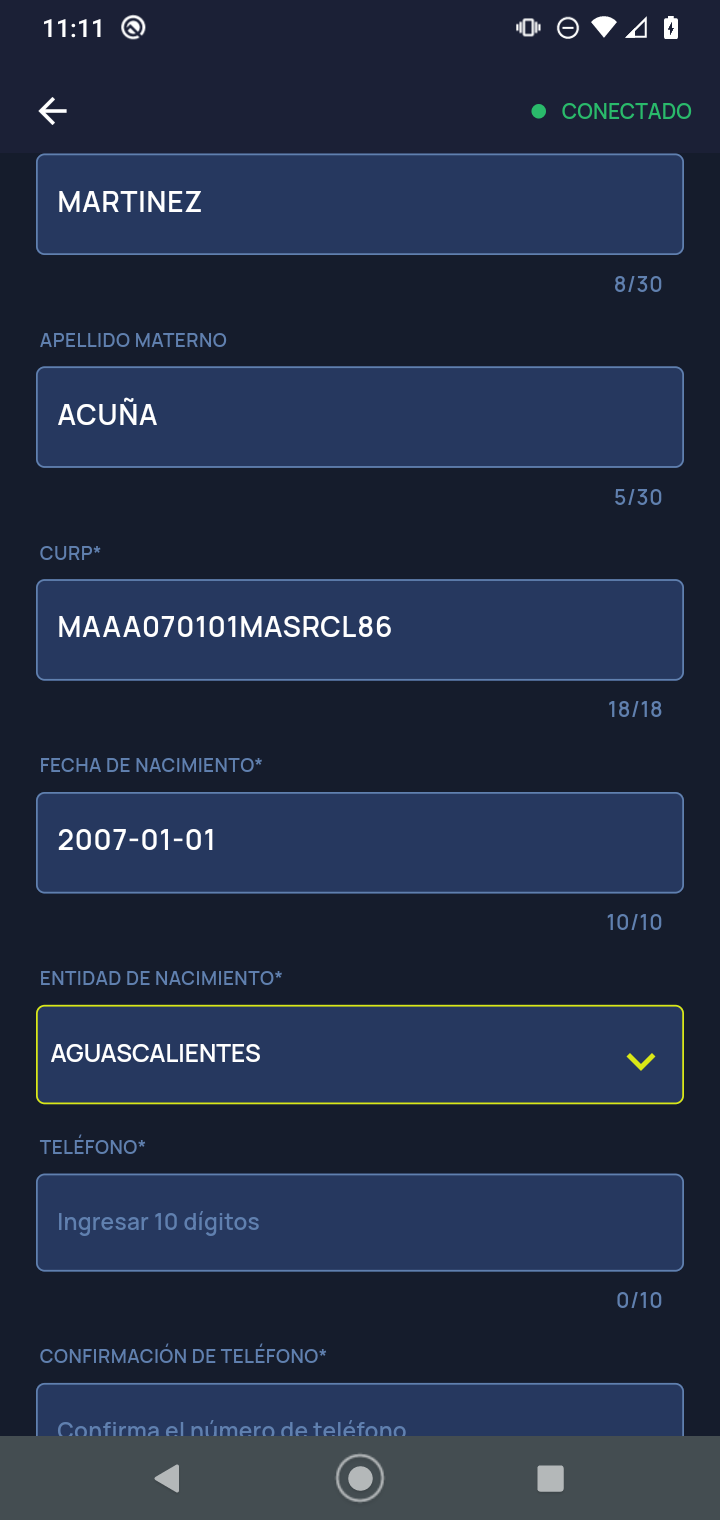 11:11
CONECTADO
MARTINEZ
8/30
APELLIDO MATERNO
ACUÑA
5/30
CURP*
MAAA070101MASRCL86
18/18
FECHA DE NACIMIENTO*
2007-01-01
10/10
ENTIDAD DE NACIMIENTO*
AGUASCALIENTES
TELÉFONO*
Ingresar 10 dígitos
0/10
CONFIRMACIÓN DE TELÉFONO*
Confirma el número de teléfono